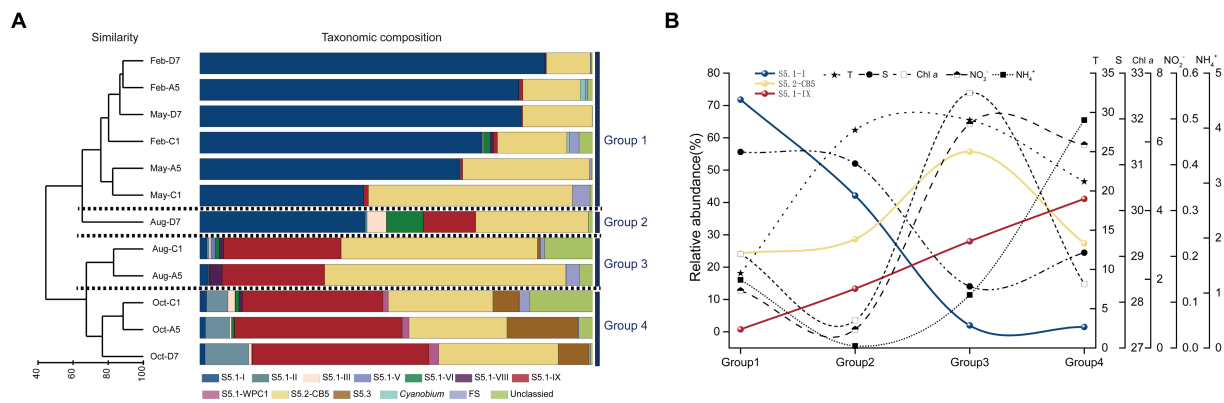 A
B
Similarity
Taxonomic composition
Feb-D7
Feb-A5
May-D7
Feb-C1
May-A5
May-C1
Aug-D7
Aug-C1
Aug-A5
Oct-C1
Oct-A5
Oct-D7
Group 1
Group 2
Group 3
Group 4
40 60 80 100
S5.1-I S5.1-II S5.1-III S5.1-V S5.1-VI S5.1-VIII S5.1-IX
S5.1-WPC1 S5.2-CB5 S5.3 Cyanobium FS Unclassied
T S Chl a NO₂⁻ NH₄⁺
S5.1-I
S5.2-CB5
S5.1-IX
T S Chl a NO₂⁻ NH₄⁺
Relative abundance(%)
80
70
60
50
40
30
20
10
0
Group1 Group2 Group3 Group4
35
30
25
20
15
10
5
0
33
32
31
30
29
28
27
8
6
4
2
0
0.6
0.5
0.4
0.3
0.2
0.1
0.0
5
4
3
2
1
0